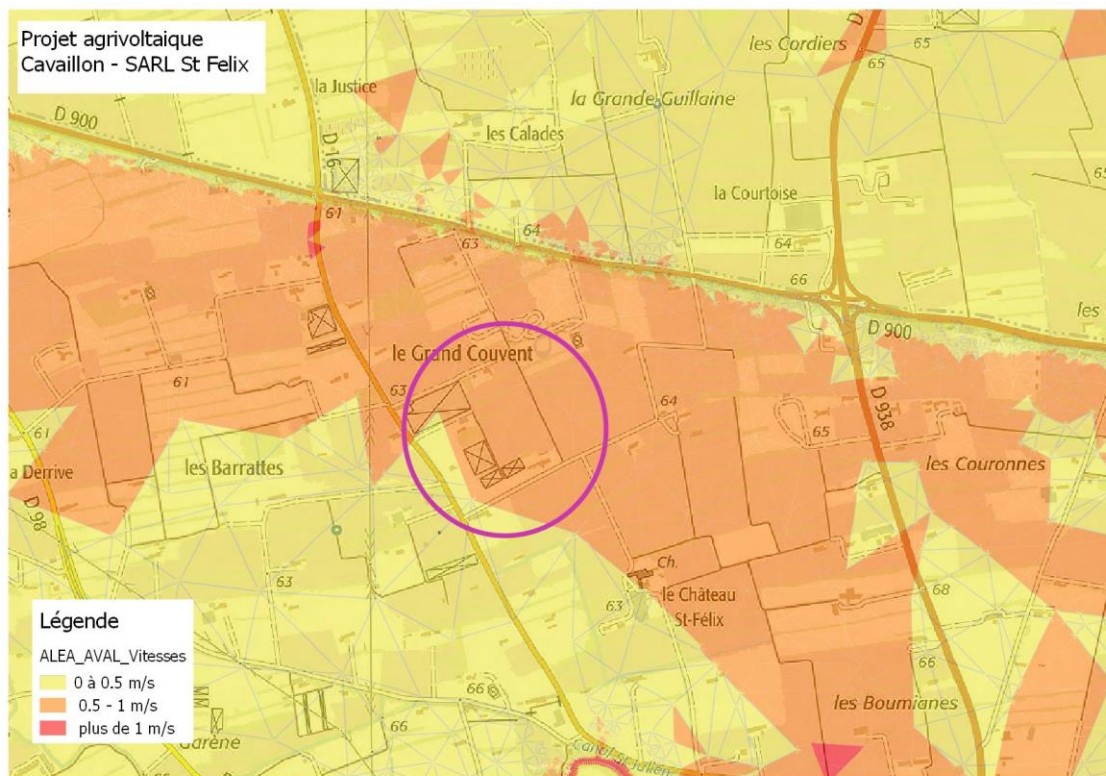 Projet agrivoltaique
Cavaillon - SARL St Felix
les Cordiers
65
65
la Justice
la Grande Guillaine
D 900
les Calades
D 16
65
la Courtoise
61
64
63
64
66
les
D 900
le Grand Couvent
61
63
64
D 938
61
65
les Barrattes
les Couronnes
a Derrive
D 98
Ch.
63
63
le Château
St-Félix
68
66
66
66
les Boumianes
Garène
Canal St Julien
Légende
ALEA_AVAL_Vitesses
0 à 0.5 m/s
0.5 - 1 m/s
plus de 1 m/s